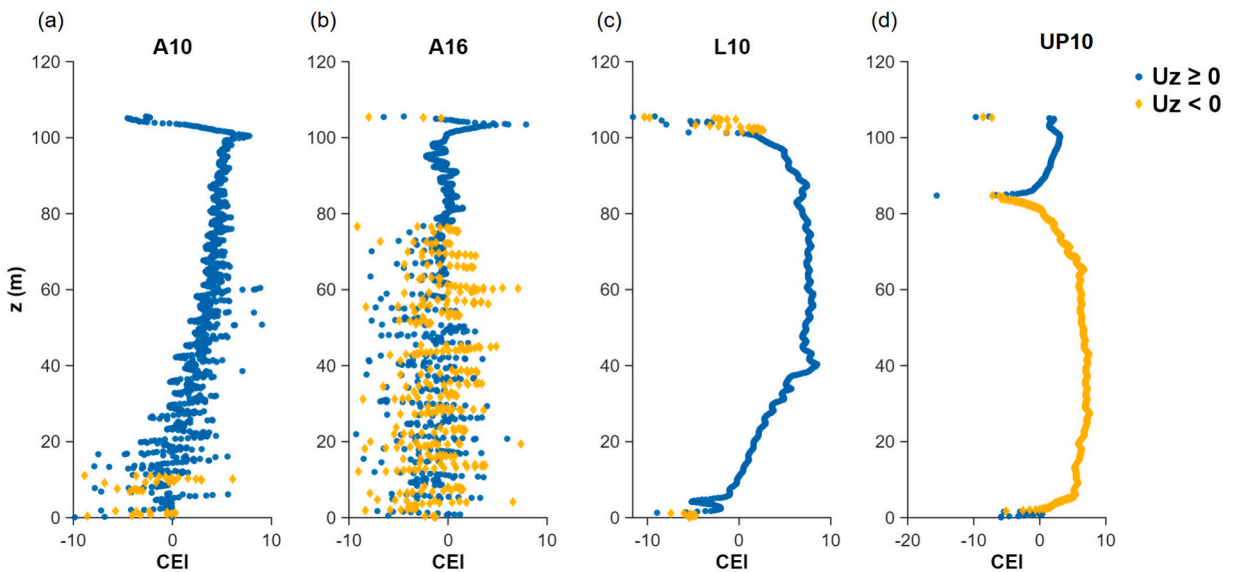 (a) (b) (c) (d)
A10 A16 L10 UP10
120 120 120 120
Uz ≥ 0
Uz < 0
100 100 100 100
80 80 80 80
z (m)
60 60 60 60
40 40 40 40
20 20 20 20
0 0 0 0
-10 0 10 -10 0 10 -10 0 10 -20 -10 0 10
CEI CEI CEI CEI